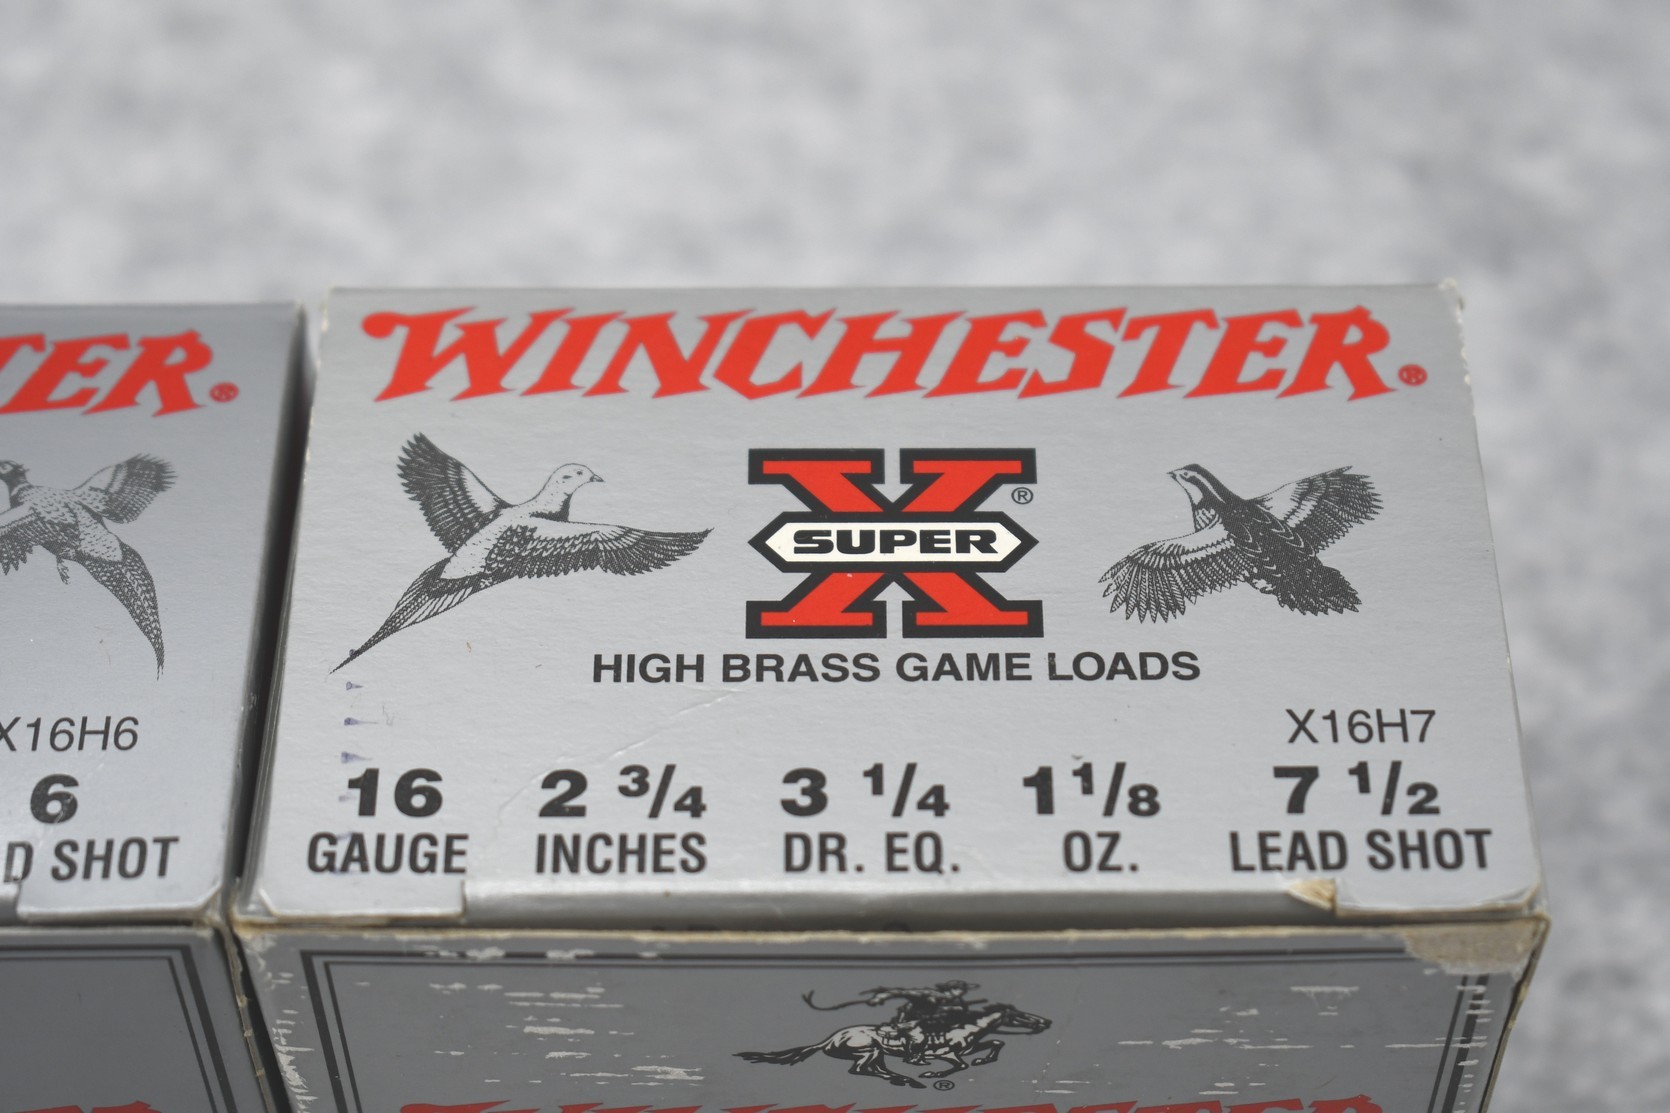 WINCHESTER®
SUPER X®
HIGH BRASS GAME LOADS
X16H7
16 2 3/4 3 1/4 1 1/8 7 1/2
GAUGE INCHES DR. EQ. OZ. LEAD SHOT
®
WINCHESTER
TER®
X16H6
6
D SHOT